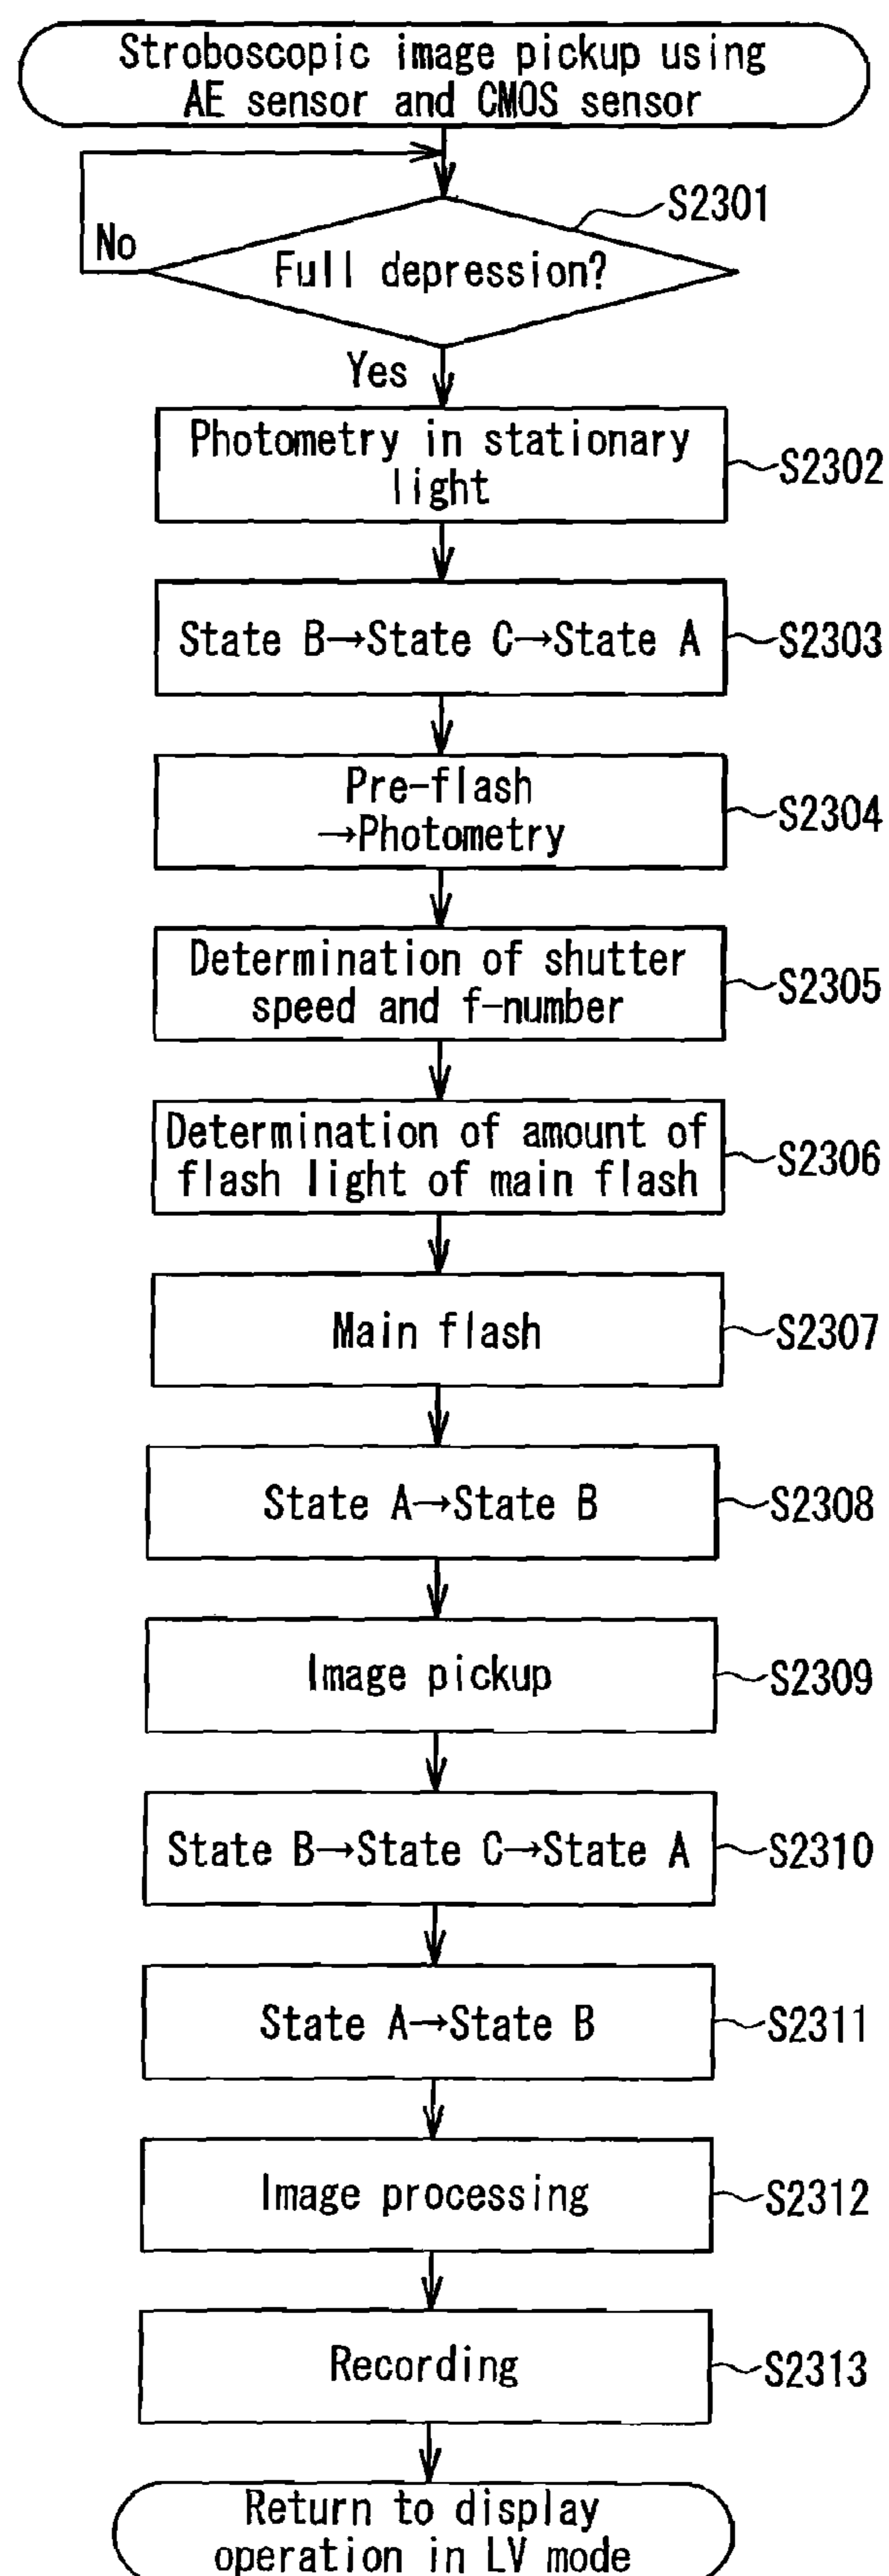 Stroboscopic image pickup using
AE sensor and CMOS sensor
S2301
No
Full depression?
Yes
Photometry in stationary
light
S2302
State B→State C→State A
S2303
Pre-flash
→Photometry
S2304
Determination of shutter
speed and f-number
S2305
Determination of amount of
flash light of main flash
S2306
Main flash
S2307
State A→State B
S2308
Image pickup
S2309
State B→State C→State A
S2310
State A→State B
S2311
Image processing
S2312
Recording
S2313
Return to display
operation in LV mode